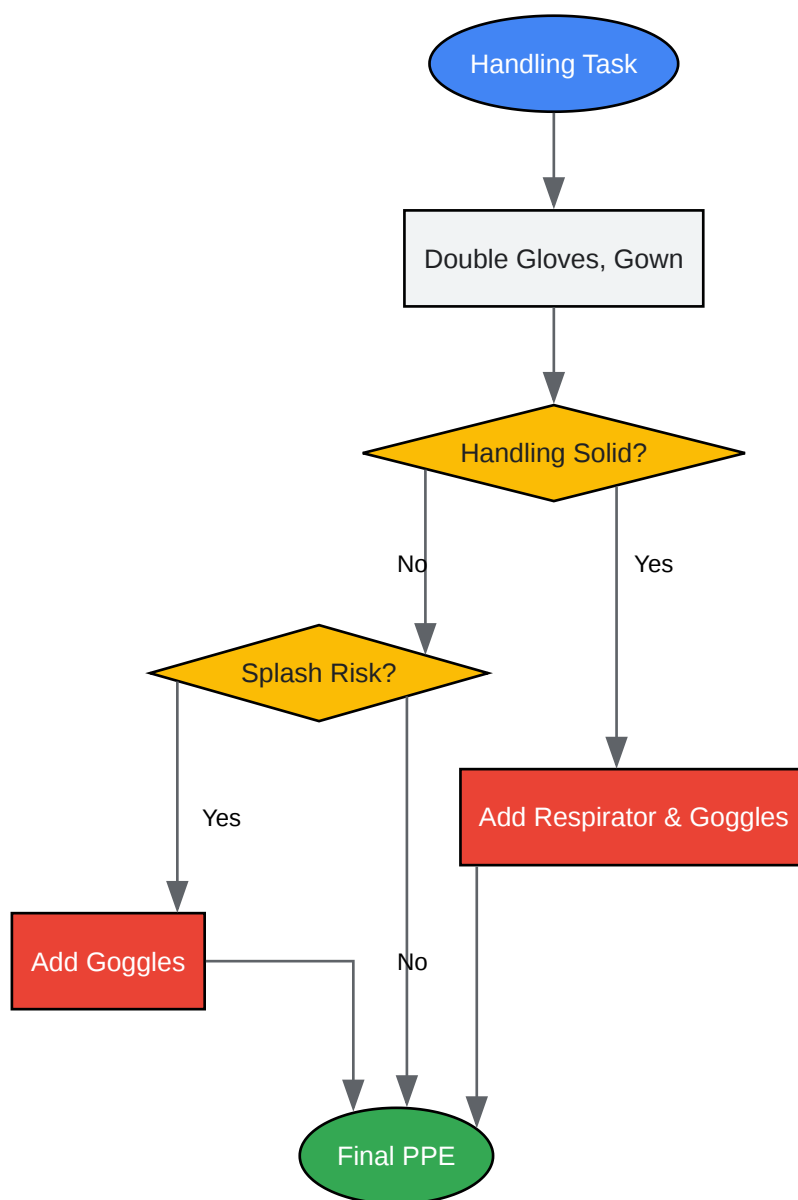 Handling Task
Double Gloves, Gown
Handling Solid?
No
Yes
Splash Risk?
Yes
Add Respirator & Goggles
Add Goggles
No
Final PPE